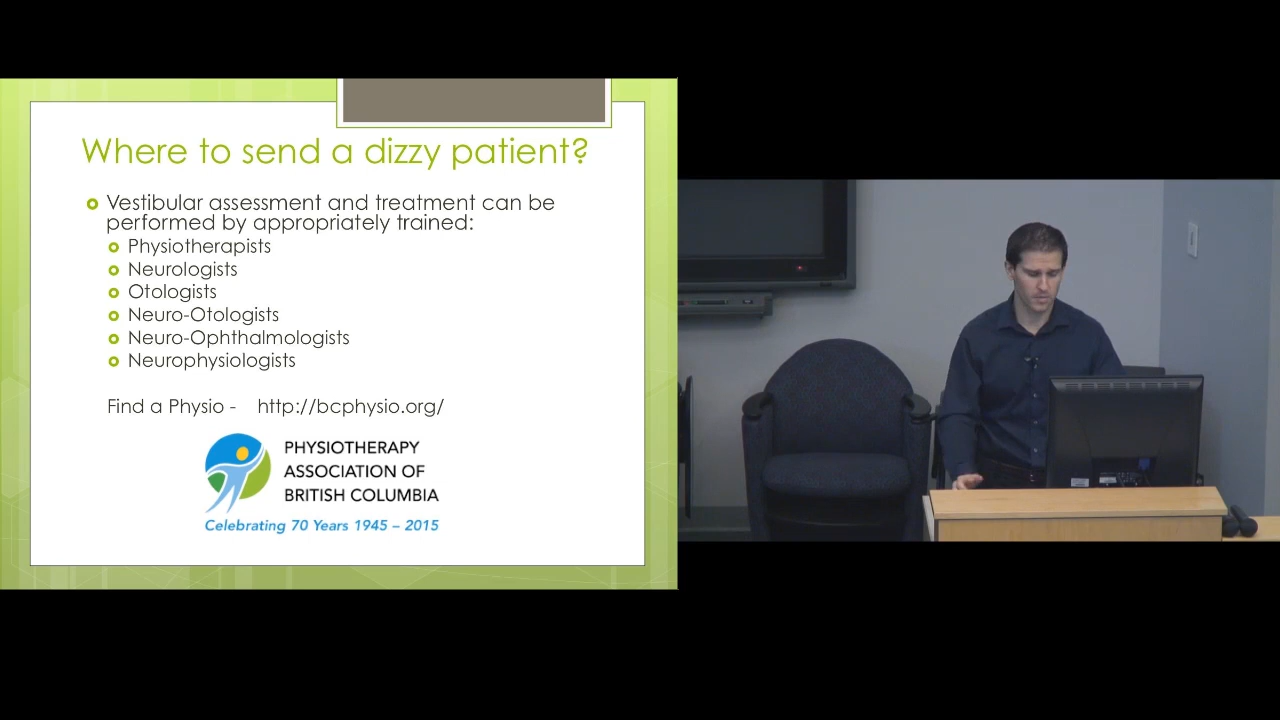 Where to send a dizzy patient?
Vestibular assessment and treatment can be
performed by appropriately trained:
Physiotherapists
Neurologists
Otologists
Neuro-Otologists
Neuro-Ophthalmologists
Neurophysiologists
Find a Physio - http://bcphysio.org/
PHYSIOTHERAPY
ASSOCIATION OF
BRITISH COLUMBIA
Celebrating 70 Years 1945 – 2015